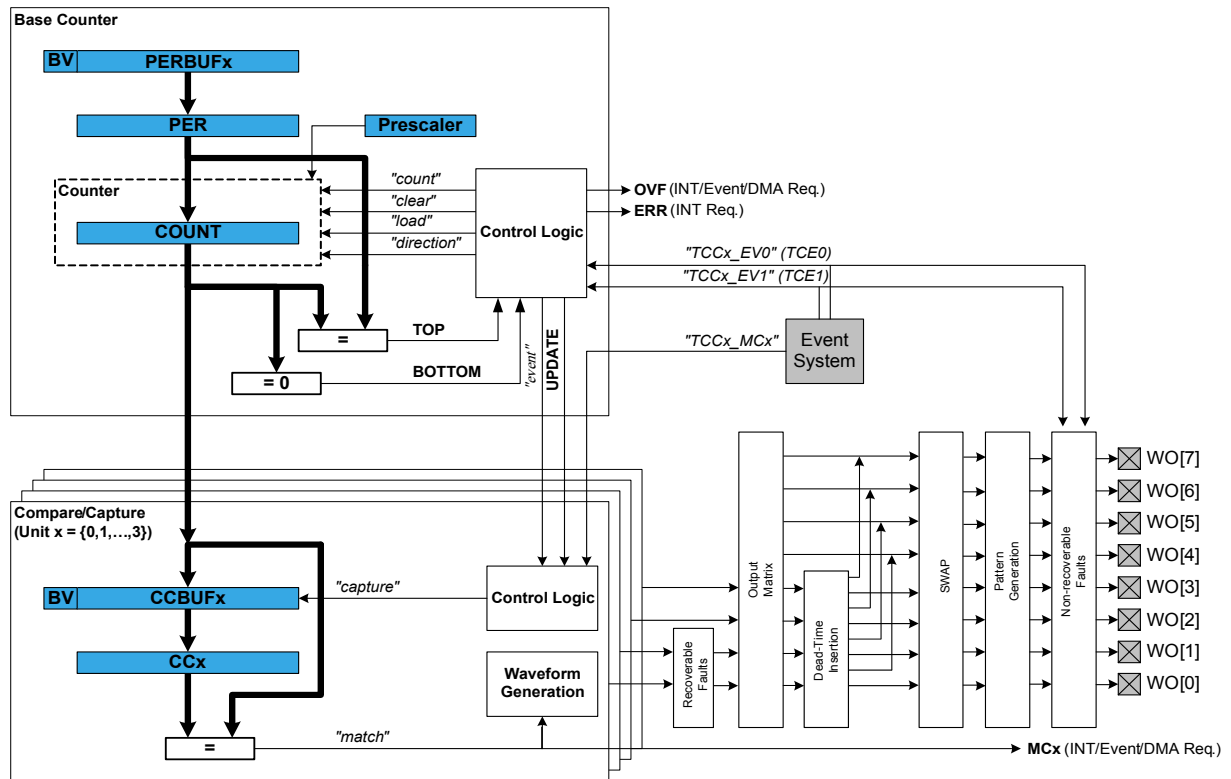 Base Counter
BV
PERBUFx
PER
Prescaler
Counter
COUNT
"count"
"clear"
"load"
"direction"
Control Logic
OVF (INT/Event/DMA Req.)
ERR (INT Req.)
"TCCx_EV0" (TCE0)
"TCCx_EV1" (TCE1)
"TCCx_MCx"
Event
System
=
TOP
= 0
BOTTOM
"event"
UPDATE
Compare/Capture
(Unit x = {0,1,…,3})
BV
CCBUFx
"capture"
Control Logic
CCx
Waveform
Generation
=
"match"
Recoverable
Faults
Output
Matrix
Dead-Time
Insertion
SWAP
Pattern
Generation
Non-recoverable
Faults
WO[7]
WO[6]
WO[5]
WO[4]
WO[3]
WO[2]
WO[1]
WO[0]
MCx (INT/Event/DMA Req.)